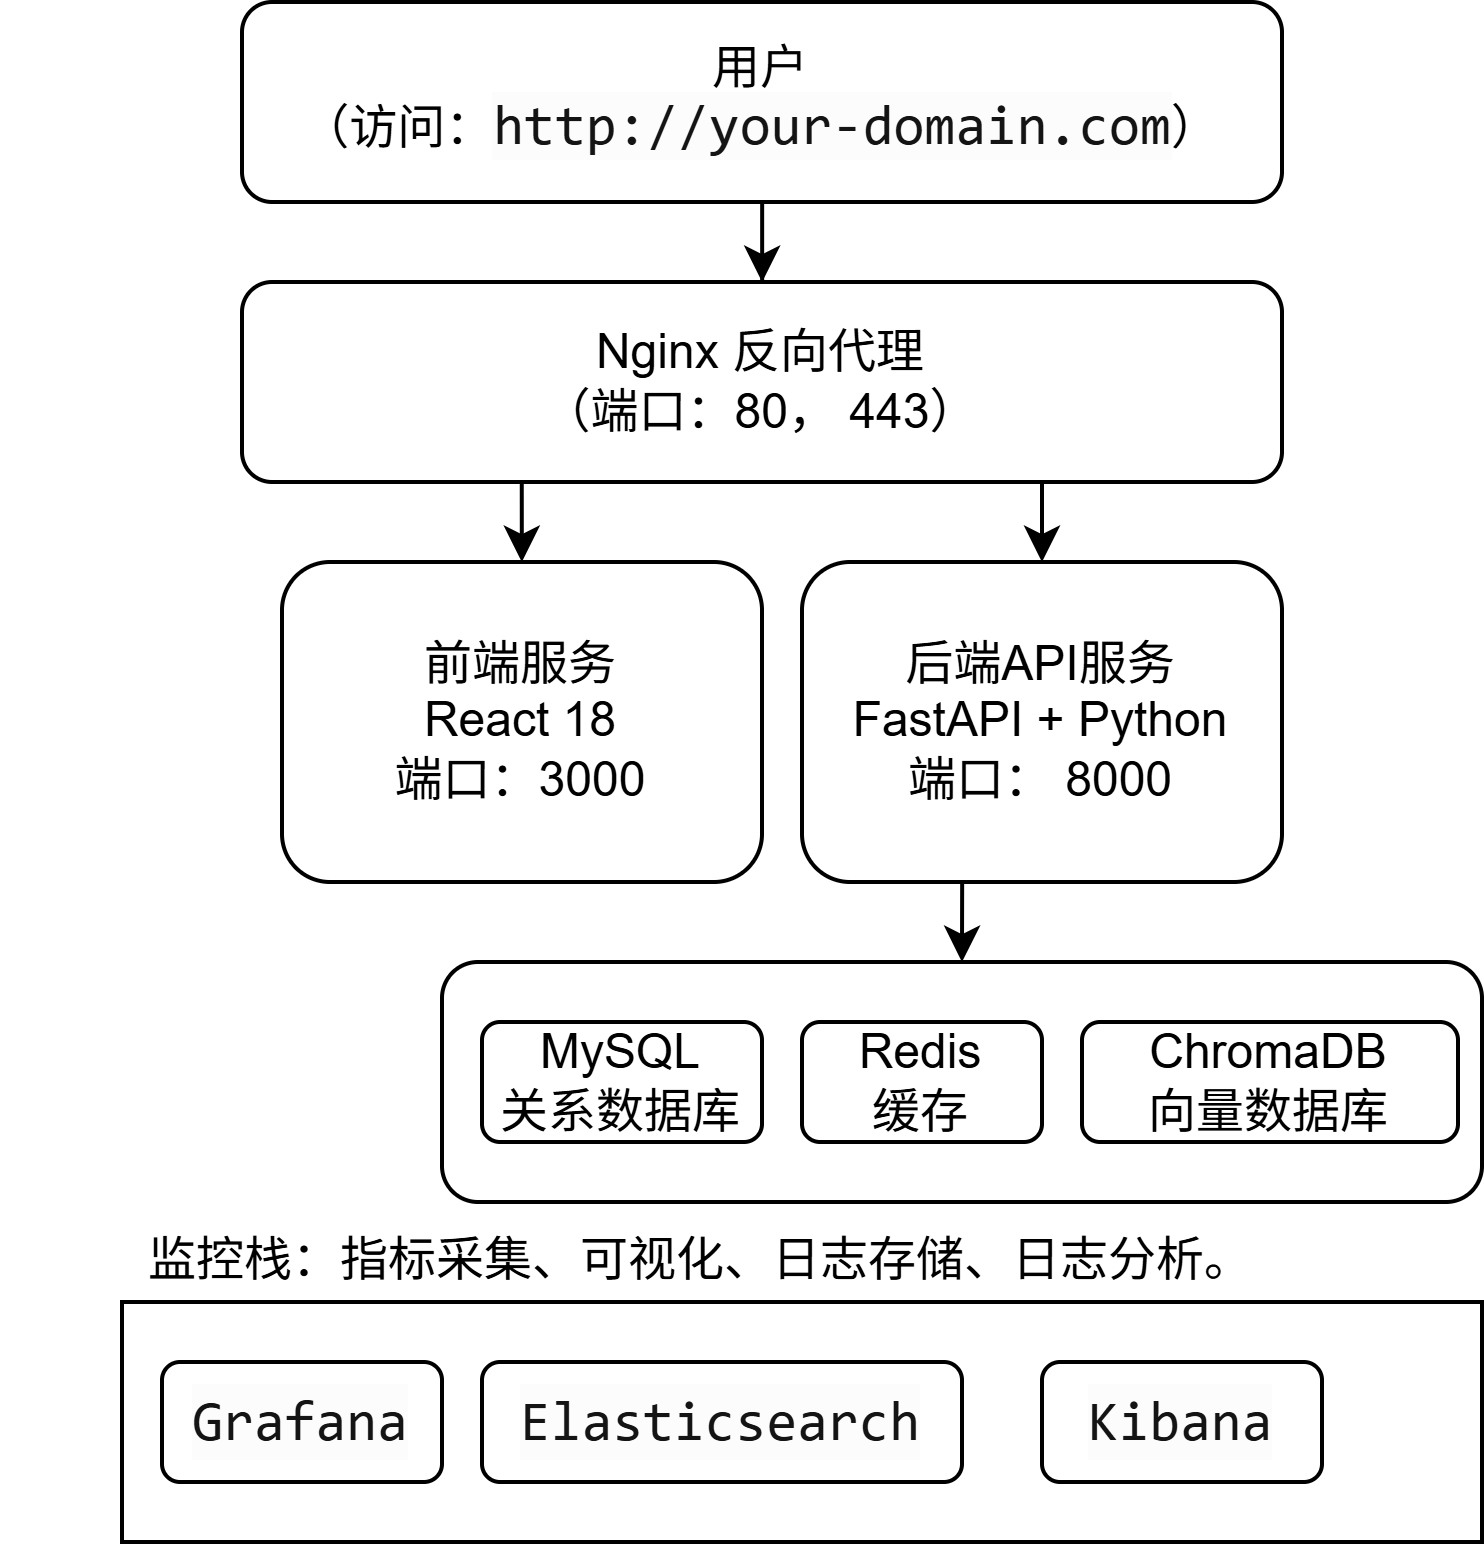 用户
（访问：http://your-domain.com）
Nginx 反向代理
（端口：80， 443）
前端服务
React 18
端口：3000
后端API服务
FastAPI + Python
端口： 8000
MySQL
关系数据库
Redis
缓存
ChromaDB
向量数据库
监控栈：指标采集、可视化、日志存储、日志分析。
Grafana
Elasticsearch
Kibana